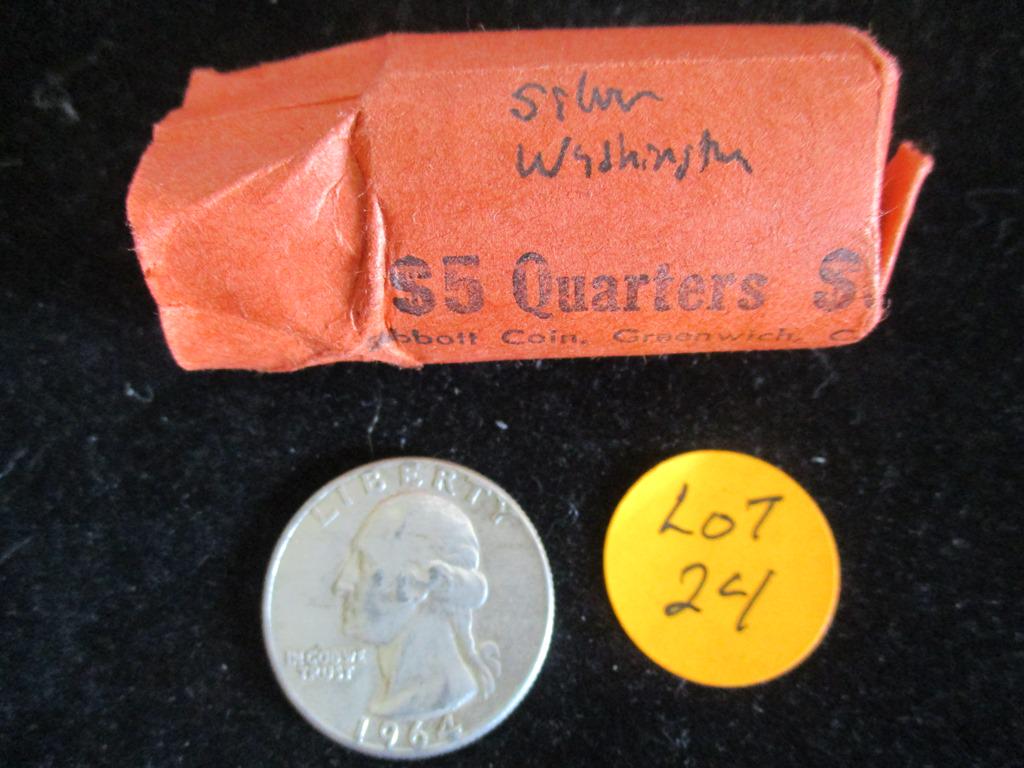 Silver
Washington
$5 Quarters $
bbott Coin, Greenwich, C
LIBERTY
IN GOD WE
TRUST
1964
LOT
24